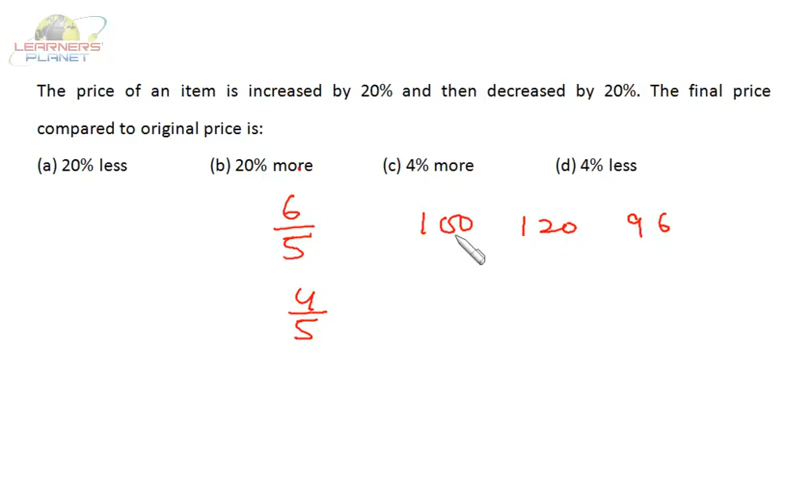 LEARNERS'
PLANET
The price of an item is increased by 20% and then decreased by 20%. The final price
compared to original price is:
(a) 20% less (b) 20% more (c) 4% more (d) 4% less
6/5 100 120 96
4/5